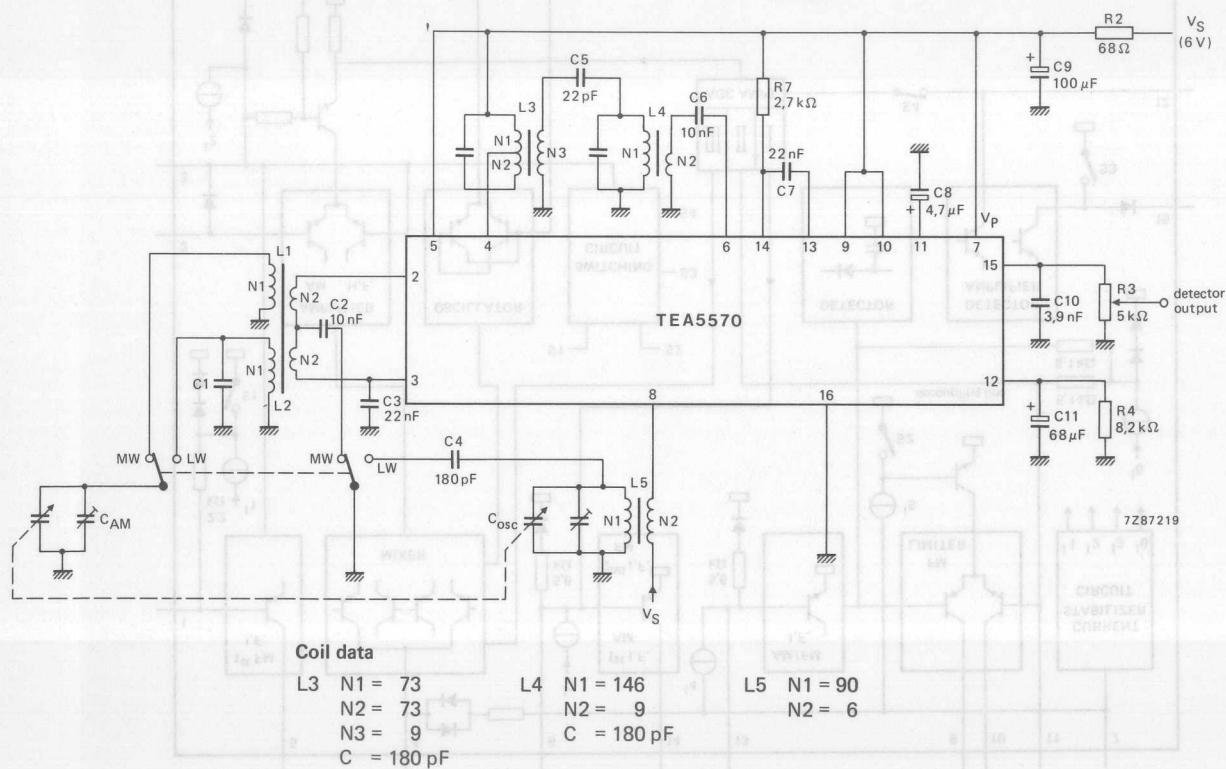 R2
68Ω
VS
(6 V)
C5
22 pF
L3
N1
N2
N3
L4
N1
N2
C6
10 nF
R7
2,7 kΩ
22 nF
C7
C8
4,7 μF
+
+
C9
100 μF
VP
5
4
6
14
13
9
10
11
7
L1
N1
N2
C2
10 nF
N2
N1
L2
C1
C3
22 nF
2
3
TEA5570
15
12
8
16
C10
3,9 nF
R3
5 kΩ
detector
output
+
C11
68 μF
R4
8,2 kΩ
MW
LW
MW
LW
C4
180 pF
CAM
Cosc
L5
N1
N2
VS
7Z87219
Coil data
L3 N1 = 73
N2 = 73
N3 = 9
C = 180 pF
L4 N1 = 146
N2 = 9
C = 180 pF
L5 N1 = 90
N2 = 6